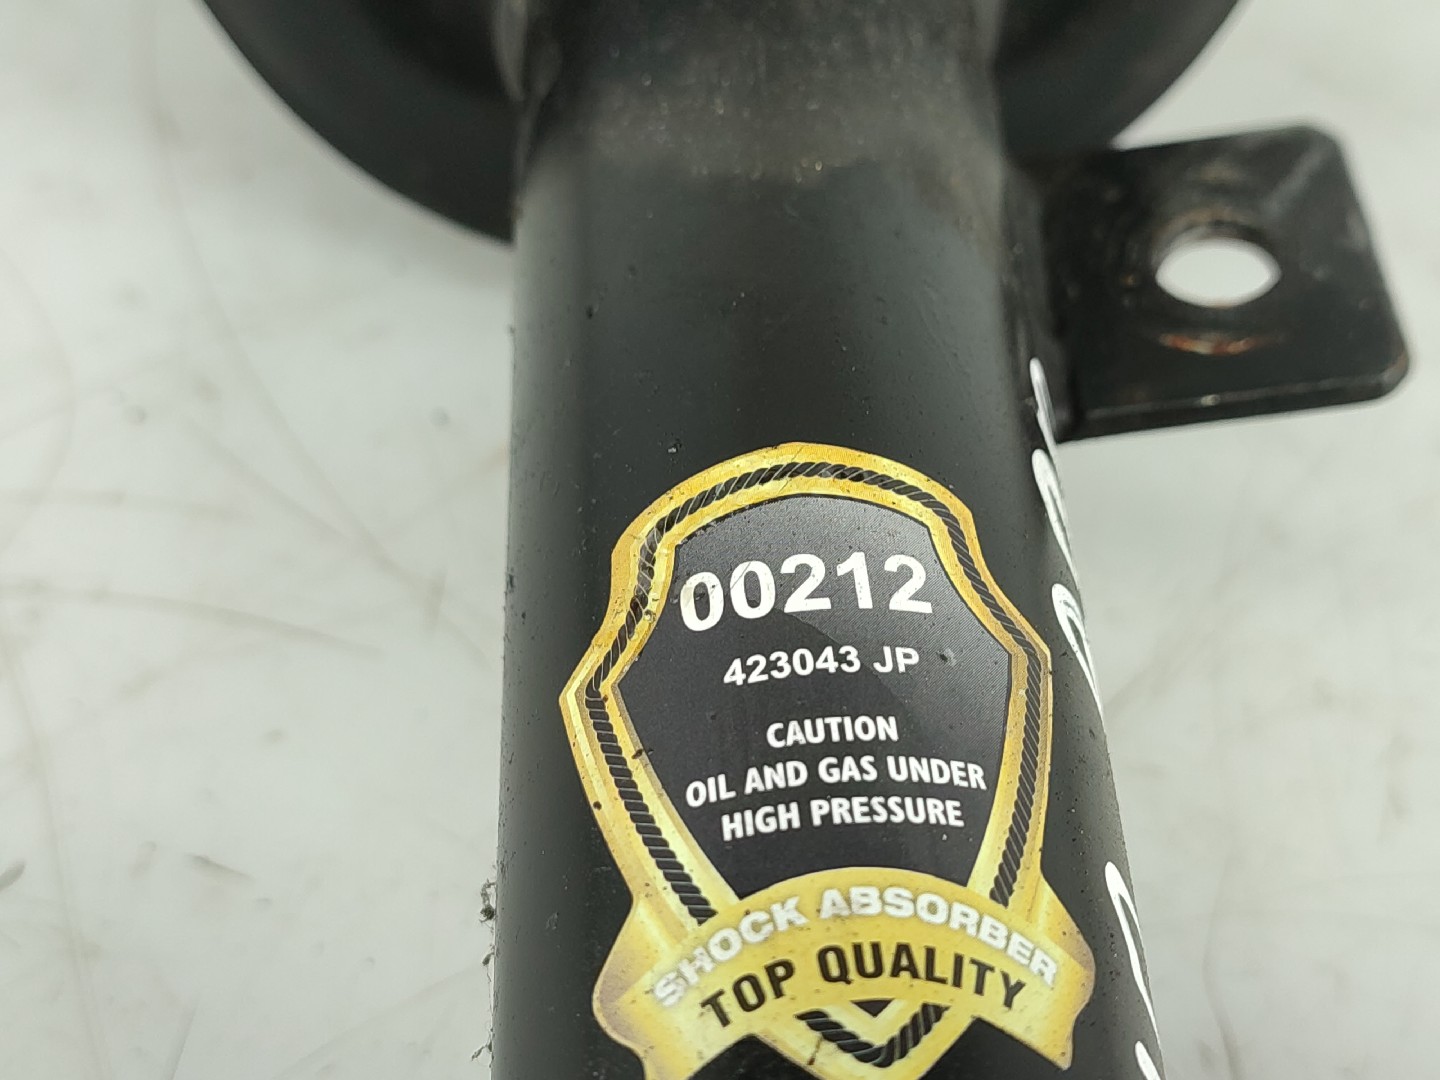 00212
423043 JP
CAUTION
OIL AND GAS UNDER
HIGH PRESSURE
SHOCK ABSORBER
TOP QUALITY